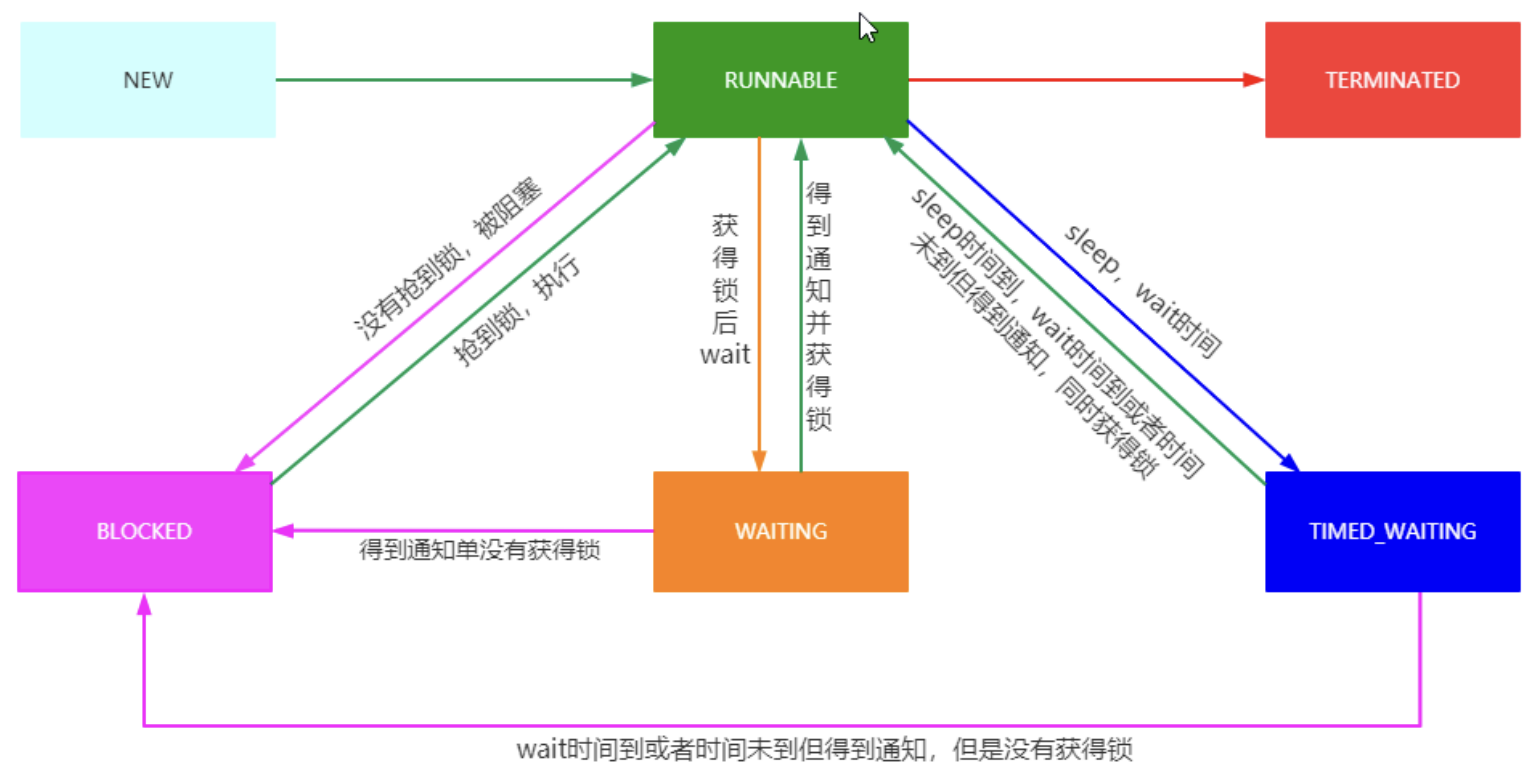 NEW
RUNNABLE
TERMINATED
没有抢到锁，被阻塞
抢到锁，执行
获
得
锁
后
wait
得
到
通
知
并
获
得
锁
sleep，wait时间
sleep时间到，wait时间到或者时间
未到但得到通知，同时获得锁
BLOCKED
得到通知单没有获得锁
WAITING
TIMED_WAITING
wait时间到或者时间未到但得到通知，但是没有获得锁